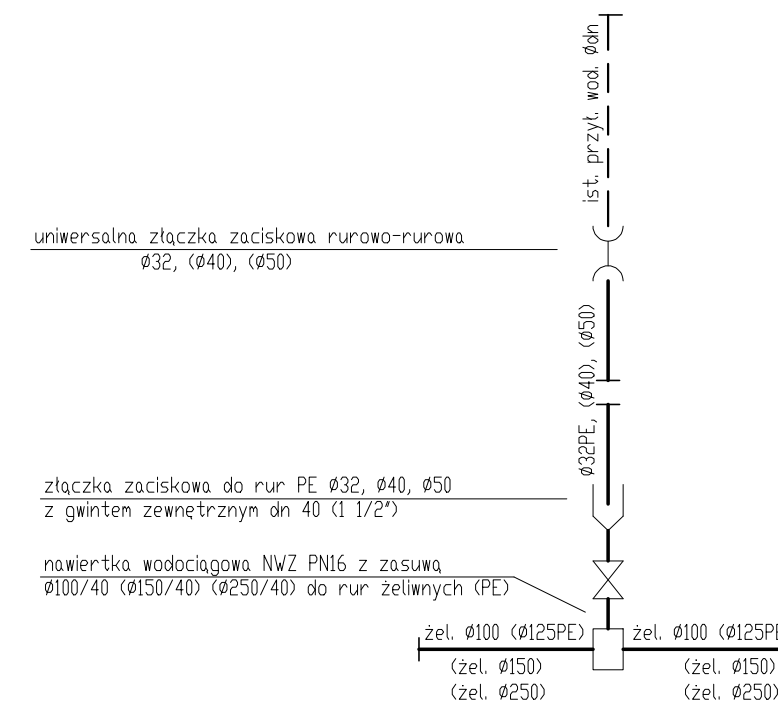 ist. przył. wod. Ødn
uniwersalna złączka zaciskowa rurowo-rurowa
Ø32, (Ø40), (Ø50)
Ø32PE, (Ø40), (Ø50)
złączka zaciskowa do rur PE Ø32, Ø40, Ø50
z gwintem zewnętrznym dn 40 (1 1/2")
nawiertka wodociągowa NWZ PN16 z zasuwą
Ø100/40 (Ø150/40) (Ø250/40) do rur żeliwnych (PE)
żel. Ø100 (Ø125PE)
(żel. Ø150)
(żel. Ø250)
żel. Ø100 (Ø125PE
(żel. Ø150)
(żel. Ø250)